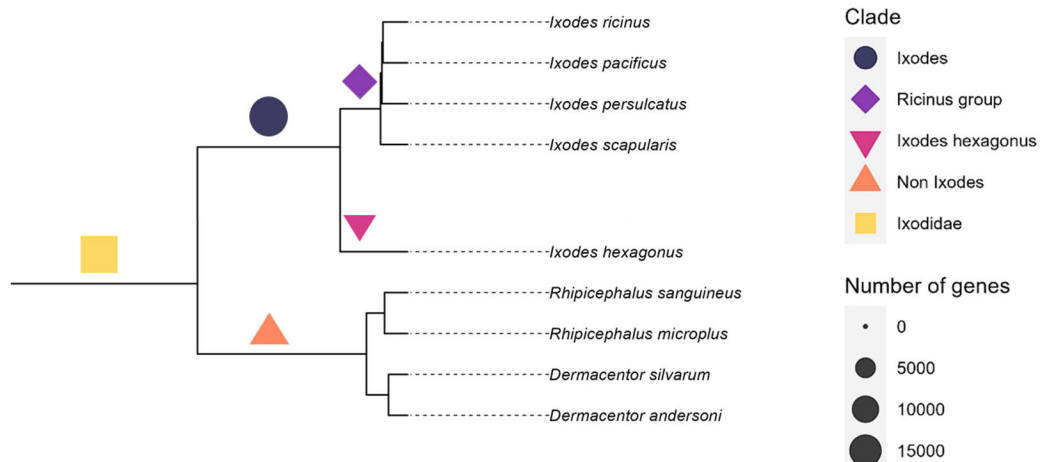 Ixodes ricinus
Ixodes pacificus
Ixodes persulcatus
Ixodes scapularis
Ixodes hexagonus
Rhipicephalus sanguineus
Rhipicephalus microplus
Dermacentor silvarum
Dermacentor andersoni
Clade
Ixodes
Ricinus group
Ixodes hexagonus
Non Ixodes
Ixodidae
Number of genes
0
5000
10000
15000